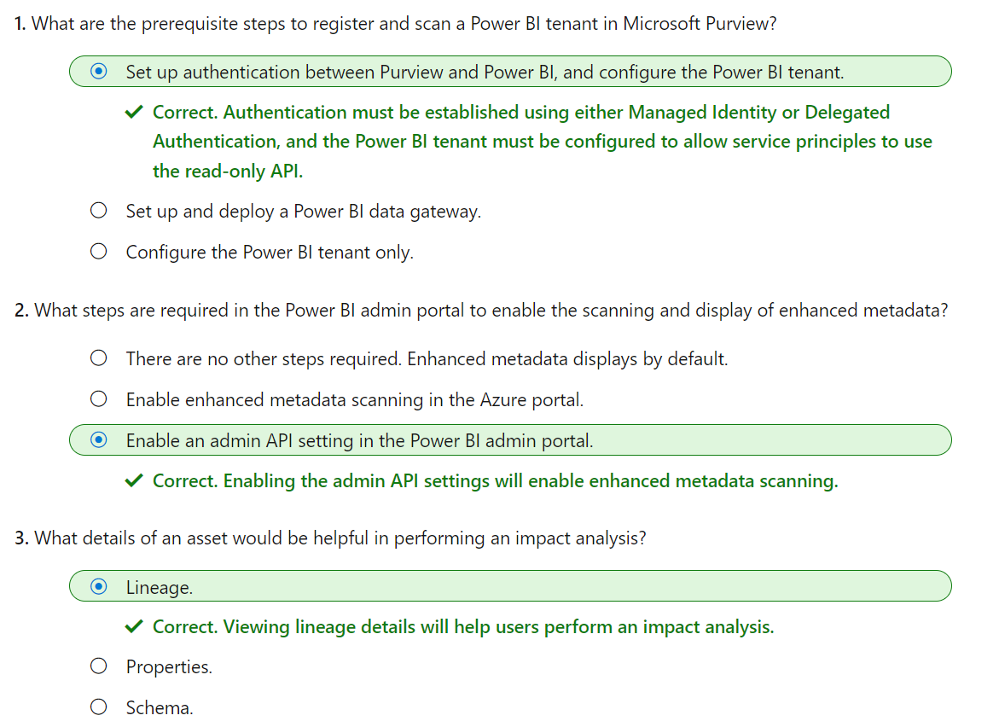 1. What are the prerequisite steps to register and scan a Power BI tenant in Microsoft Purview?
Set up authentication between Purview and Power BI, and configure the Power BI tenant.
Correct. Authentication must be established using either Managed Identity or Delegated
Authentication, and the Power BI tenant must be configured to allow service principles to use
the read-only API.
Set up and deploy a Power BI data gateway.
Configure the Power BI tenant only.
2. What steps are required in the Power BI admin portal to enable the scanning and display of enhanced metadata?
There are no other steps required. Enhanced metadata displays by default.
Enable enhanced metadata scanning in the Azure portal.
Enable an admin API setting in the Power BI admin portal.
Correct. Enabling the admin API settings will enable enhanced metadata scanning.
3. What details of an asset would be helpful in performing an impact analysis?
Lineage.
Correct. Viewing lineage details will help users perform an impact analysis.
Properties.
Schema.